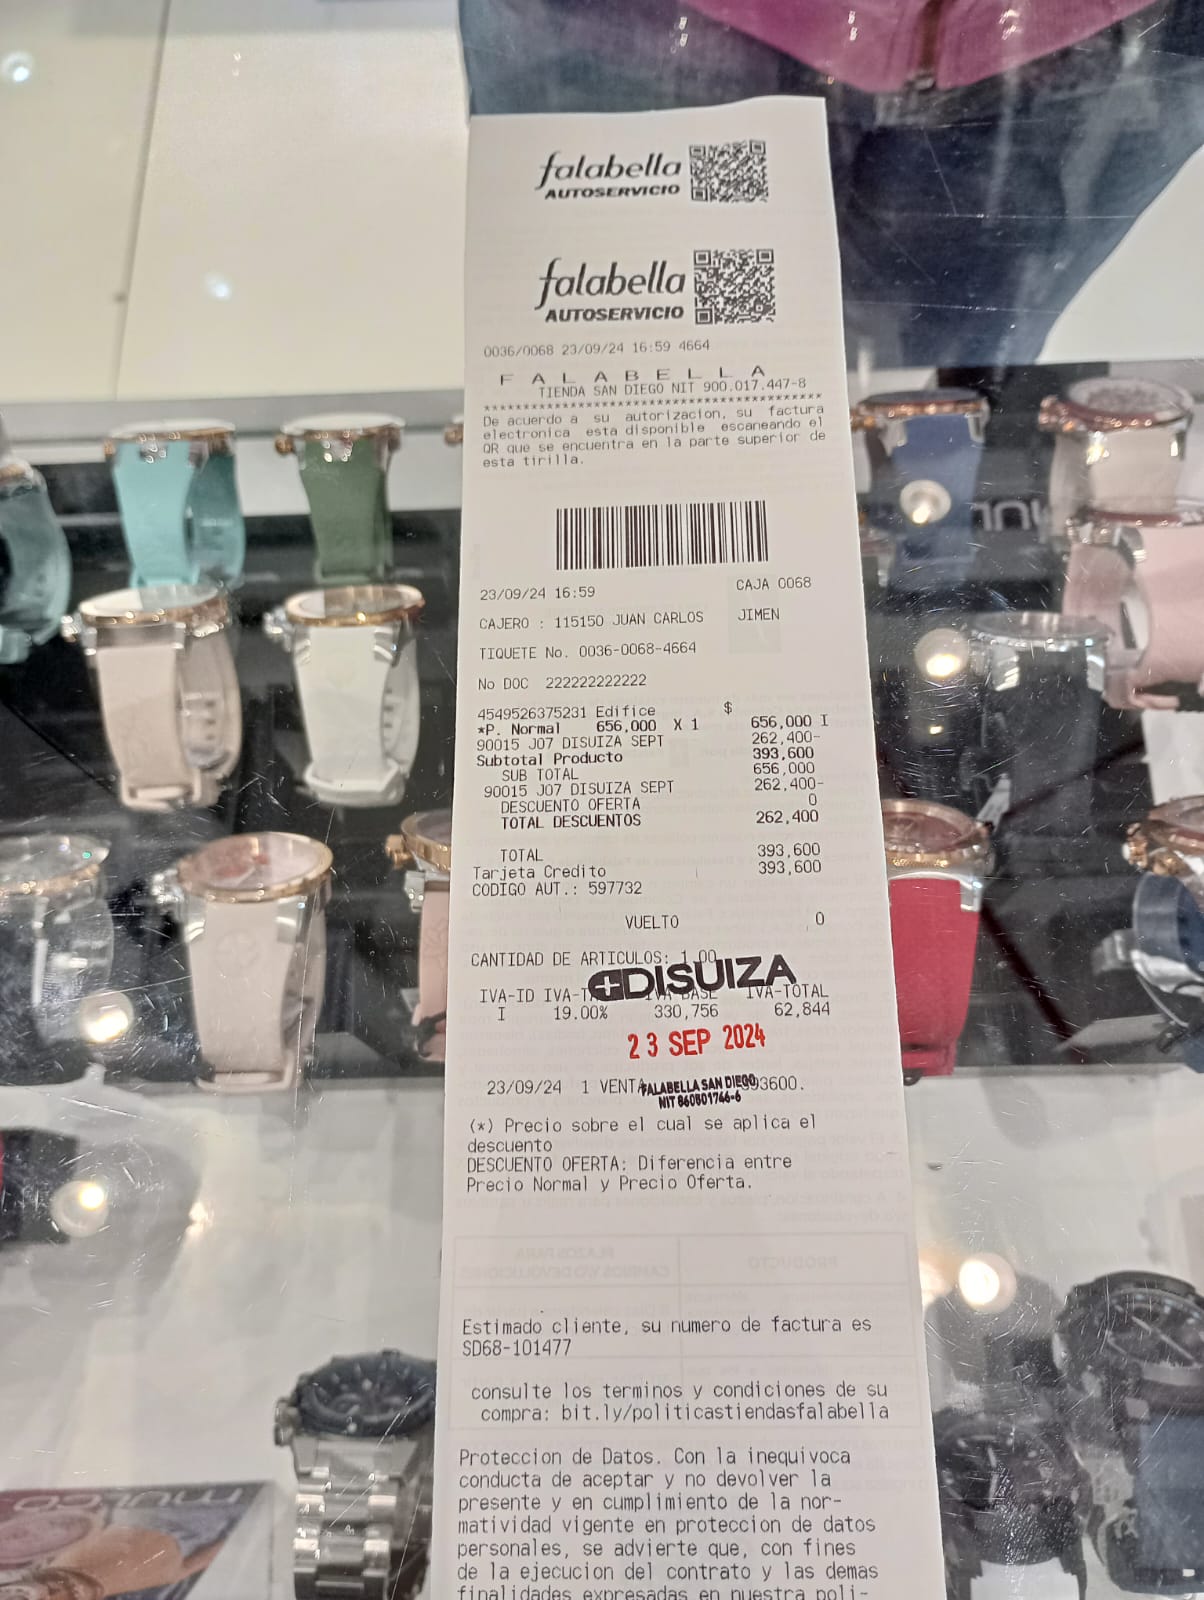 falabella
AUTOSERVICIO
falabella
AUTOSERVICIO
0036/0068 23/09/24 16:59 4664
F A L A B E L L A
TIENDA SAN DIEGO NIT 900.017.447-8
****************************************
De acuerdo a su autorizacion, su factura
electronica esta disponible escaneando el
QR que se encuentra en la parte superior de
esta tirilla.
23/09/24 16:59 CAJA 0068
CAJERO : 115150 JUAN CARLOS JIMEN
TIQUETE No. 0036-0068-4664
No DOC 222222222222
4549526375231 Edifice $
*P. Normal 656,000 X 1 656,000 I
90015 J07 DISUIZA SEPT 262,400-
Subtotal Producto 393,600
SUB TOTAL 656,000
90015 J07 DISUIZA SEPT 262,400-
DESCUENTO OFERTA 0
TOTAL DESCUENTOS 262,400
TOTAL 393,600
Tarjeta Credito 393,600
CODIGO AUT.: 597732
VUELTO 0
CANTIDAD DE ARTICULOS: 1.00
DISUIZA
IVA-ID IVA-T IVA-BASE IVA-TOTAL
I 19.00% 330,756 62,844
23 SEP 2024
23/09/24 1 VENTA 393600.
FALABELLA SAN DIEGO
NIT 860801746-6
(*) Precio sobre el cual se aplica el
descuento
DESCUENTO OFERTA: Diferencia entre
Precio Normal y Precio Oferta.
Estimado cliente, su numero de factura es
SD68-101477
consulte los terminos y condiciones de su
compra: bit.ly/politicastiendasfalabella
Proteccion de Datos. Con la inequivoca
conducta de aceptar y no devolver la
presente y en cumplimiento de la nor-
matividad vigente en proteccion de datos
personales, se advierte que, con fines
de la ejecucion del contrato y las demas
finalidades expresadas en nuestra poli-
mulco